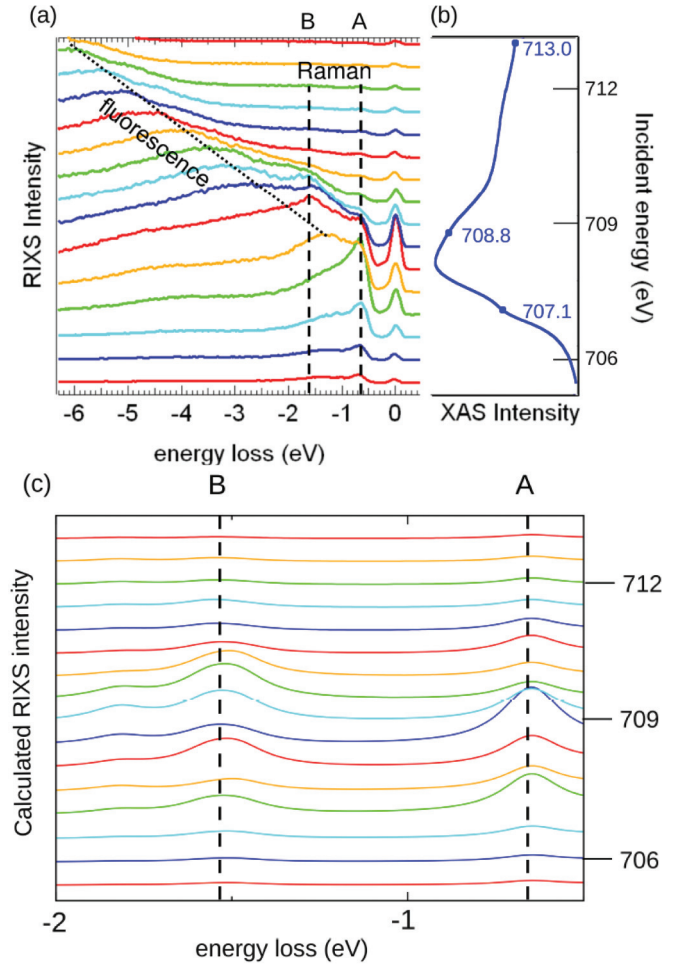 (a)
B A
Raman
fluorescence
RIXS Intensity
-6 -5 -4 -3 -2 -1 0
energy loss (eV)
(b)
713.0
708.8
707.1
712
709
706
Incident energy (eV)
XAS Intensity
(c)
B A
Calculated RIXS intensity
712
709
706
-2 -1
energy loss (eV)